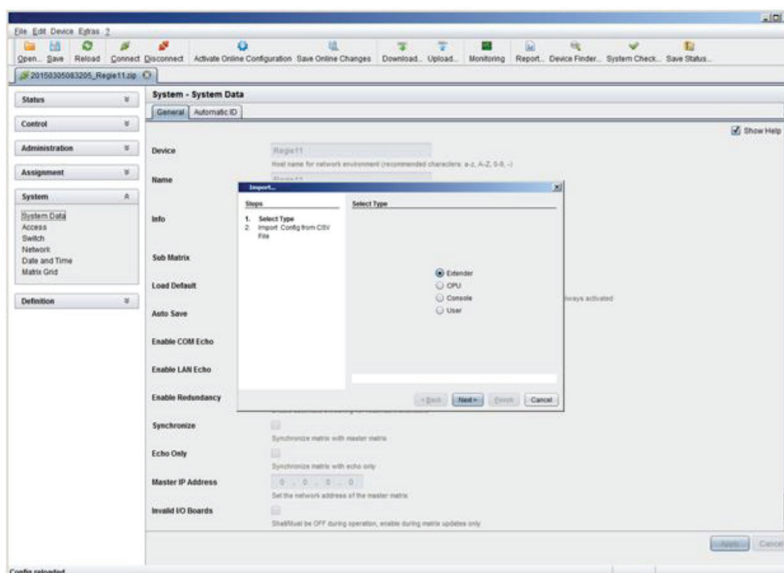 File Edit Device Extras ?
Open... Save Reload Connect Disconnect Activate Online Configuration Save Online Changes Download... Upload... Monitoring Report... Device Finder... System Check... Save Status...
20150305083205_Regie11.zip
Status
Control
Administration
Assignment
System
System Data
Access
Switch
Network
Date and Time
Matrix Grid
Definition
System - System Data
General Automatic ID
Show Help
Device Regie11
Host name for network environment (recommended characters: a-z, A-Z, 0-9, -)
Name
Info
Sub Matrix
Load Default
always activated
Auto Save
Enable COM Echo
Enable LAN Echo
Enable Redundancy
Synchronize
Synchronize matrix with master matrix
Echo Only
Synchronize matrix with echo only
Master IP Address 0 . 0 . 0 . 0
Set the network address of the master matrix
Invalid I/O Boards
Shall/Must be OFF during operation, enable during matrix updates only
Apply Cancel
Import...
Steps
1. Select Type
2. Import Config from CSV
File
Select Type
Extender
CPU
Console
User
< Back Next > Finish Cancel
Config reloaded